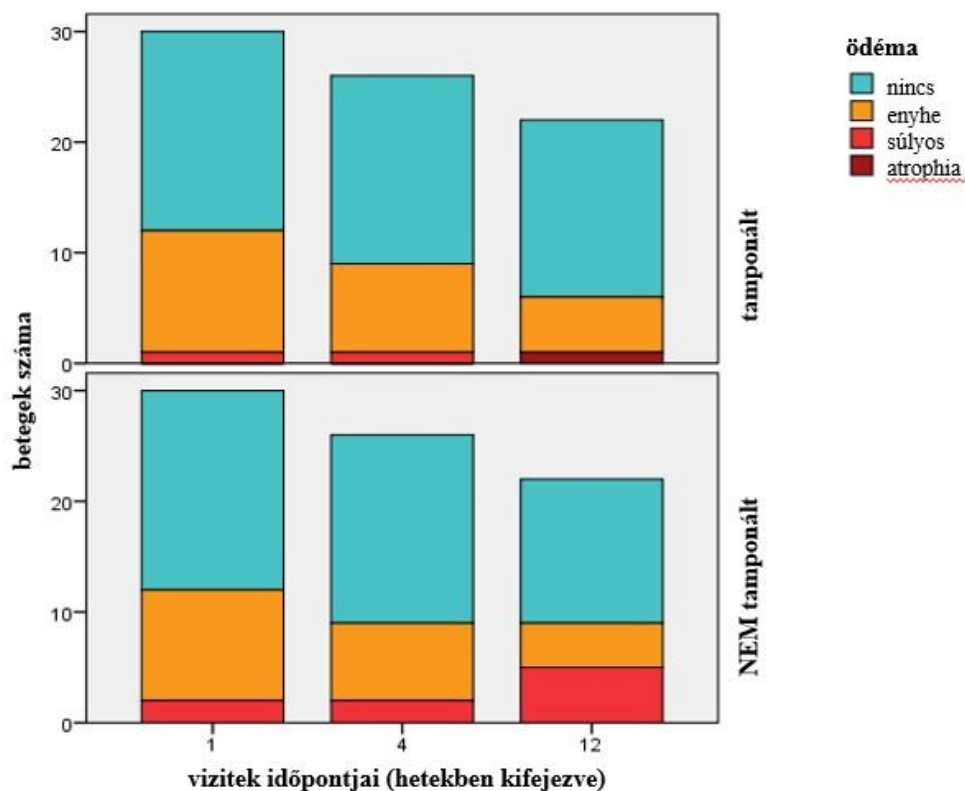 30
20
10
0
tamponált
30
20
10
0
NEM tamponált
betegek száma
1
4
12
vizitek időpontjai (hetekben kifejezve)
ödéma
nincs
enyhe
súlyos
atrophia